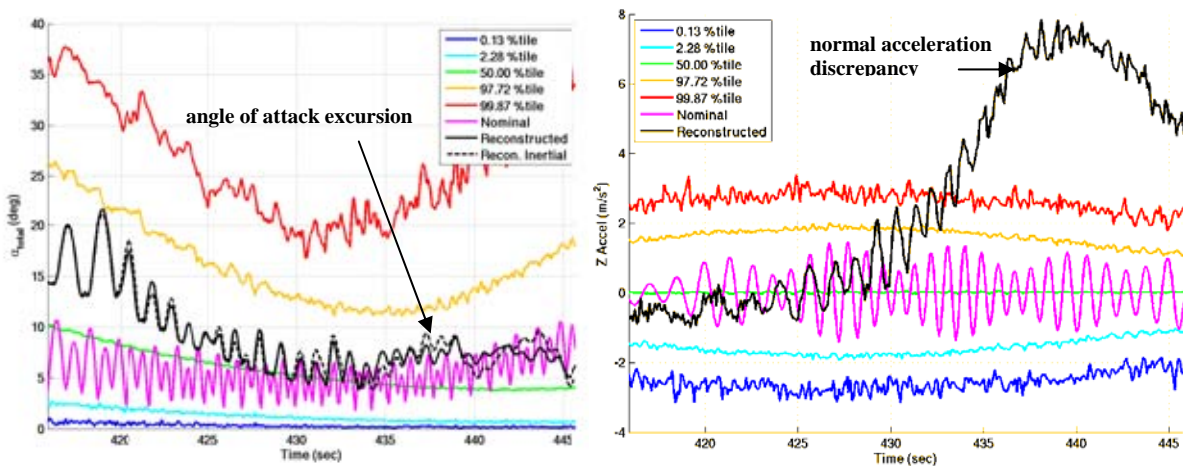 40
35
30
25
20
15
10
5
0
α_total (deg)
420
425
430
435
440
445
Time (sec)
0.13 %tile
2.28 %tile
50.00 %tile
97.72 %tile
99.87 %tile
Nominal
Reconstructed
Recon. Inertial
angle of attack excursion
8
6
4
2
0
-2
-4
Z Accel (m/s²)
420
425
430
435
440
445
Time (sec)
0.13 %tile
2.28 %tile
50.00 %tile
97.72 %tile
99.87 %tile
Nominal
Reconstructed
normal acceleration
discrepancy